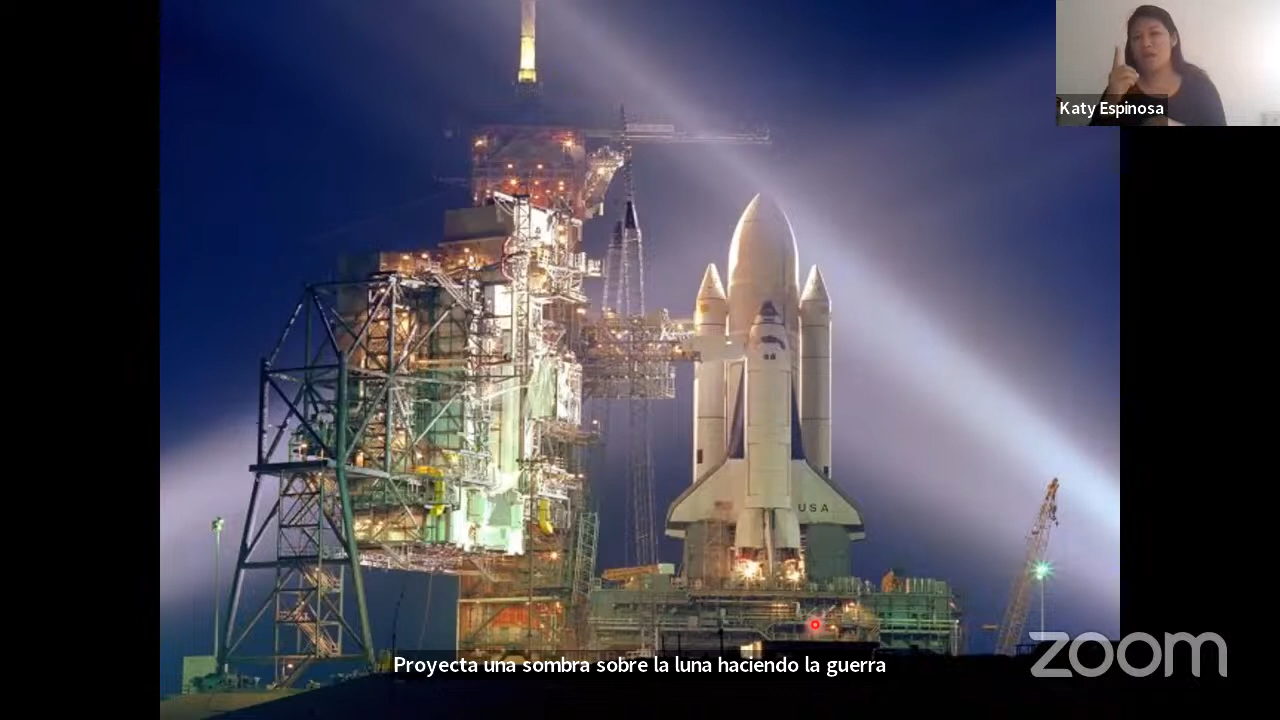 Katy Espinosa
USA
Proyecta una sombra sobre la luna haciendo la guerra
zoom